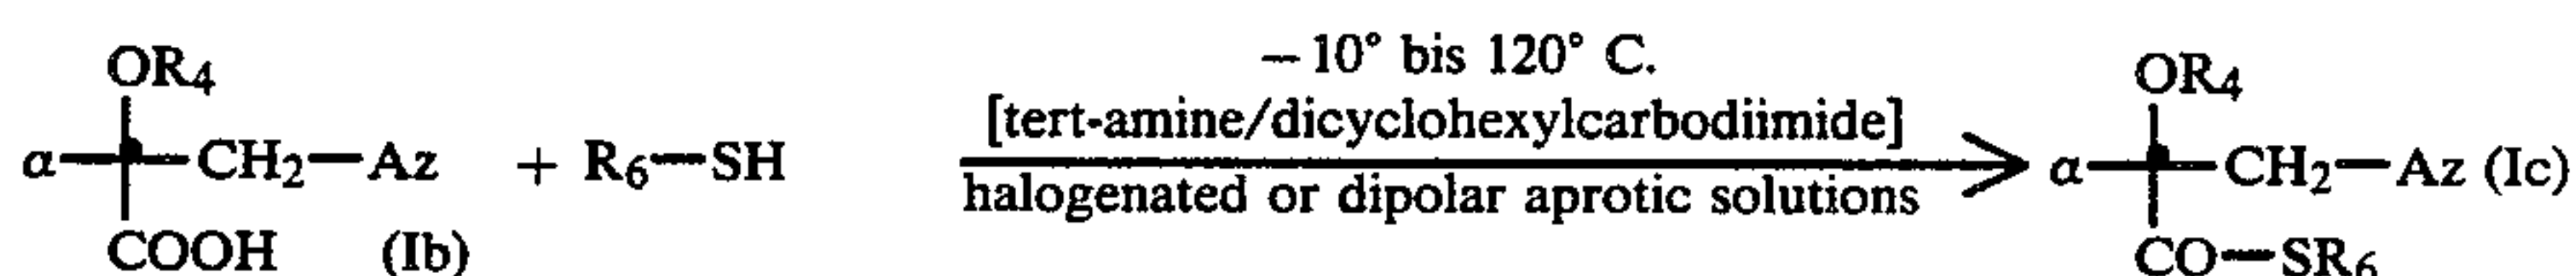 OR4
−10° bis 120° C.
[tert-amine/dicyclohexylcarbodiimide]
α—CH2—Az + R6—SH
halogenated or dipolar aprotic solutions
COOH (Ib)
OR4
α—CH2—Az (Ic)
CO—SR6